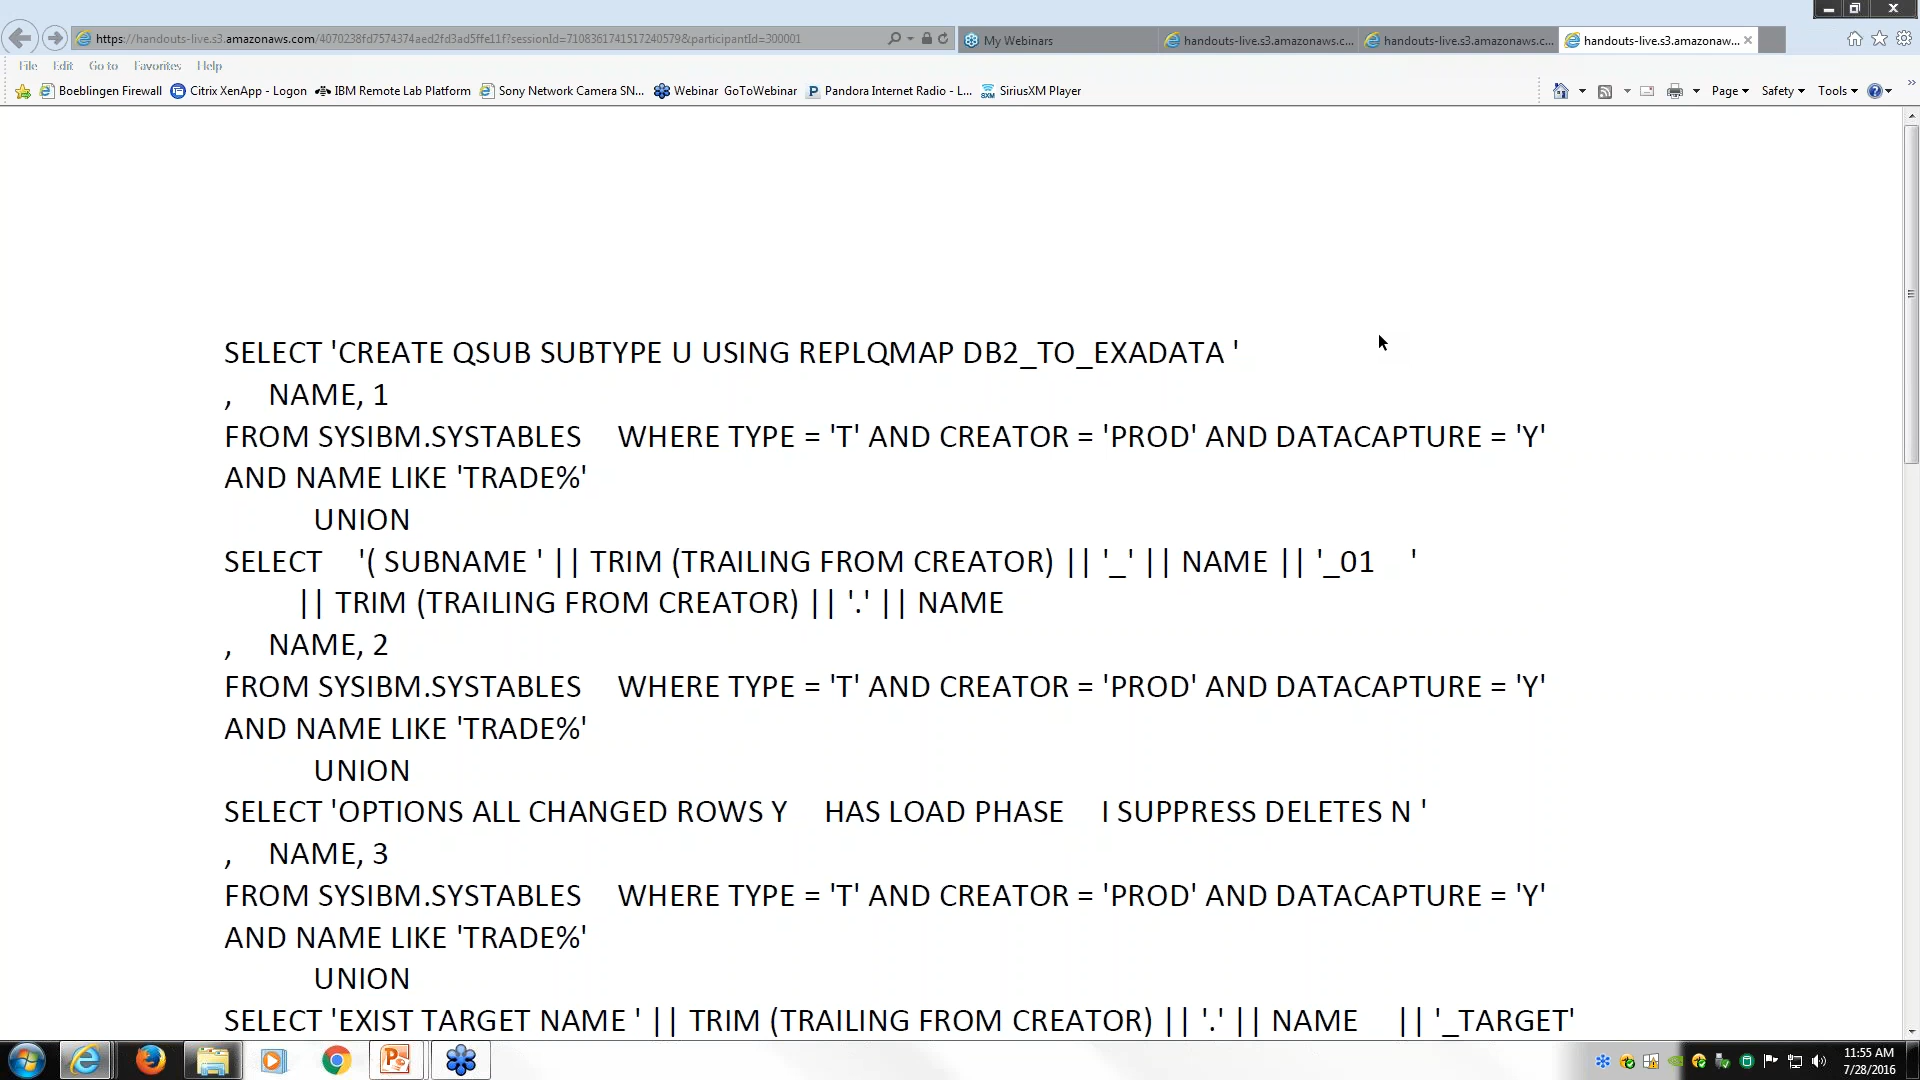 https://handouts-live.s3.amazonaws.com/4070238fd7574374aed2fd3ad5ffe11f?sessionId=7108361741517240579&participantId=300001
My Webinars
handouts-live.s3.amazonaws.c...
handouts-live.s3.amazonaws.c...
handouts-live.s3.amazonaw...
File Edit Go to Favorites Help
Boeblingen Firewall Citrix XenApp - Logon IBM Remote Lab Platform Sony Network Camera SN... Webinar GoToWebinar Pandora Internet Radio - L... SiriusXM Player Page Safety Tools
SELECT 'CREATE QSUB SUBTYPE U USING REPLQMAP DB2_TO_EXADATA '
, NAME, 1
FROM SYSIBM.SYSTABLES WHERE TYPE = 'T' AND CREATOR = 'PROD' AND DATACAPTURE = 'Y'
AND NAME LIKE 'TRADE%'
UNION
SELECT '( SUBNAME ' || TRIM (TRAILING FROM CREATOR) || '_' || NAME || '_01 '
|| TRIM (TRAILING FROM CREATOR) || '.' || NAME
, NAME, 2
FROM SYSIBM.SYSTABLES WHERE TYPE = 'T' AND CREATOR = 'PROD' AND DATACAPTURE = 'Y'
AND NAME LIKE 'TRADE%'
UNION
SELECT 'OPTIONS ALL CHANGED ROWS Y HAS LOAD PHASE I SUPPRESS DELETES N '
, NAME, 3
FROM SYSIBM.SYSTABLES WHERE TYPE = 'T' AND CREATOR = 'PROD' AND DATACAPTURE = 'Y'
AND NAME LIKE 'TRADE%'
UNION
SELECT 'EXIST TARGET NAME ' || TRIM (TRAILING FROM CREATOR) || '.' || NAME || '_TARGET'
11:55 AM
7/28/2016